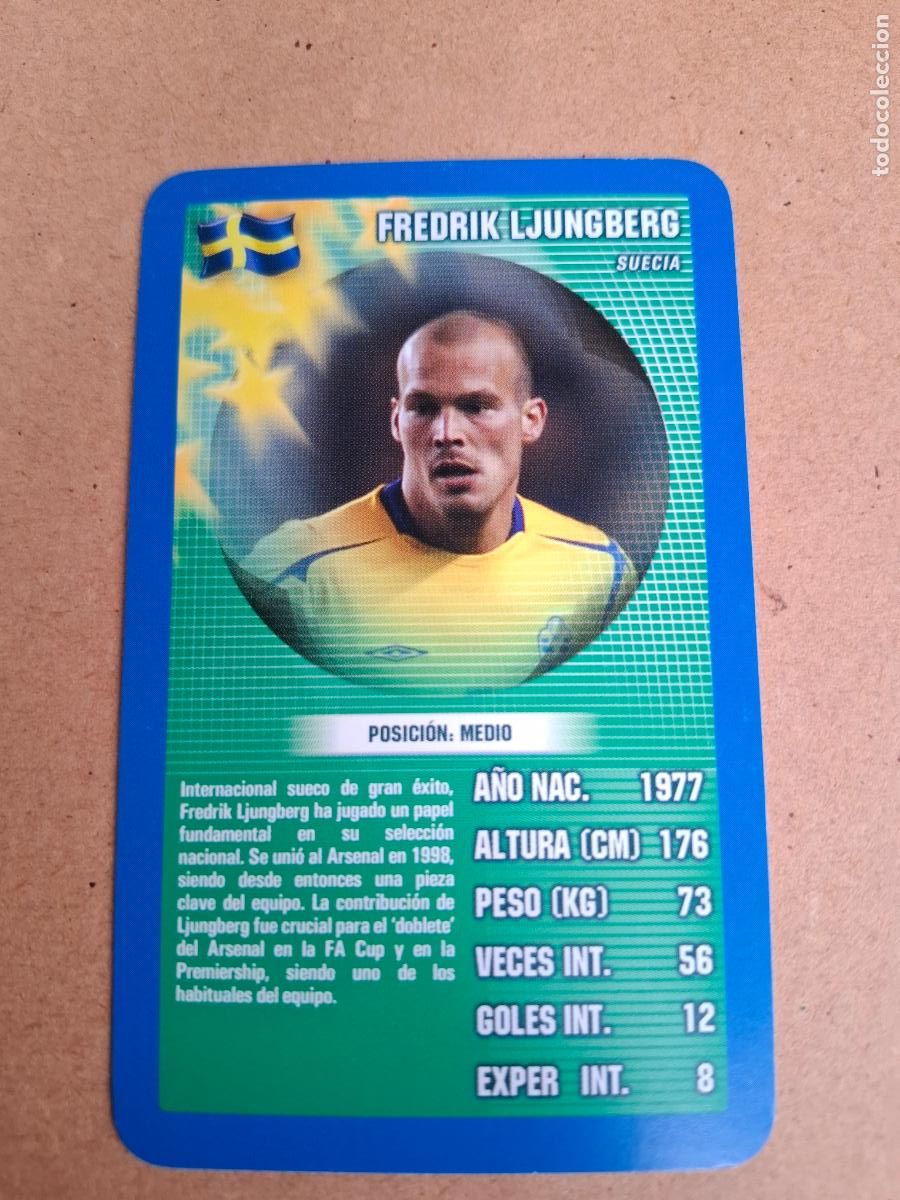 todocoleccion
FREDRIK LJUNGBERG
SUECIA
POSICIÓN: MEDIO
Internacional sueco de gran éxito,
Fredrik Ljungberg ha jugado un papel
fundamental en su selección
nacional. Se unió al Arsenal en 1998,
siendo desde entonces una pieza
clave del equipo. La contribución de
Ljungberg fue crucial para el 'doblete'
del Arsenal en la FA Cup y en la
Premiership, siendo uno de los
habituales del equipo.
AÑO NAC. 1977
ALTURA (CM) 176
PESO (KG) 73
VECES INT. 56
GOLES INT. 12
EXPER INT. 8